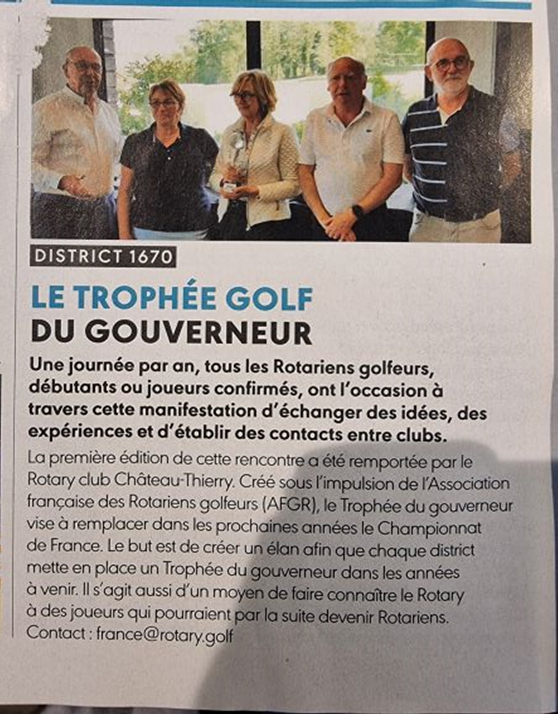 DISTRICT 1670
LE TROPHÉE GOLF
DU GOUVERNEUR
Une journée par an, tous les Rotariens golfeurs,
débutants ou joueurs confirmés, ont l'occasion à
travers cette manifestation d'échanger des idées, des
expériences et d'établir des contacts entre clubs.
La première édition de cette rencontre a été remportée par le
Rotary club Château-Thierry. Créé sous l'impulsion de l'Association
française des Rotariens golfeurs (AFGR), le Trophée du gouverneur
vise à remplacer dans les prochaines années le Championnat
de France. Le but est de créer un élan afin que chaque district
mette en place un Trophée du gouverneur dans les années
à venir. Il s'agit aussi d'un moyen de faire connaître le Rotary
à des joueurs qui pourraient par la suite devenir Rotariens.
Contact : france@rotary.golf